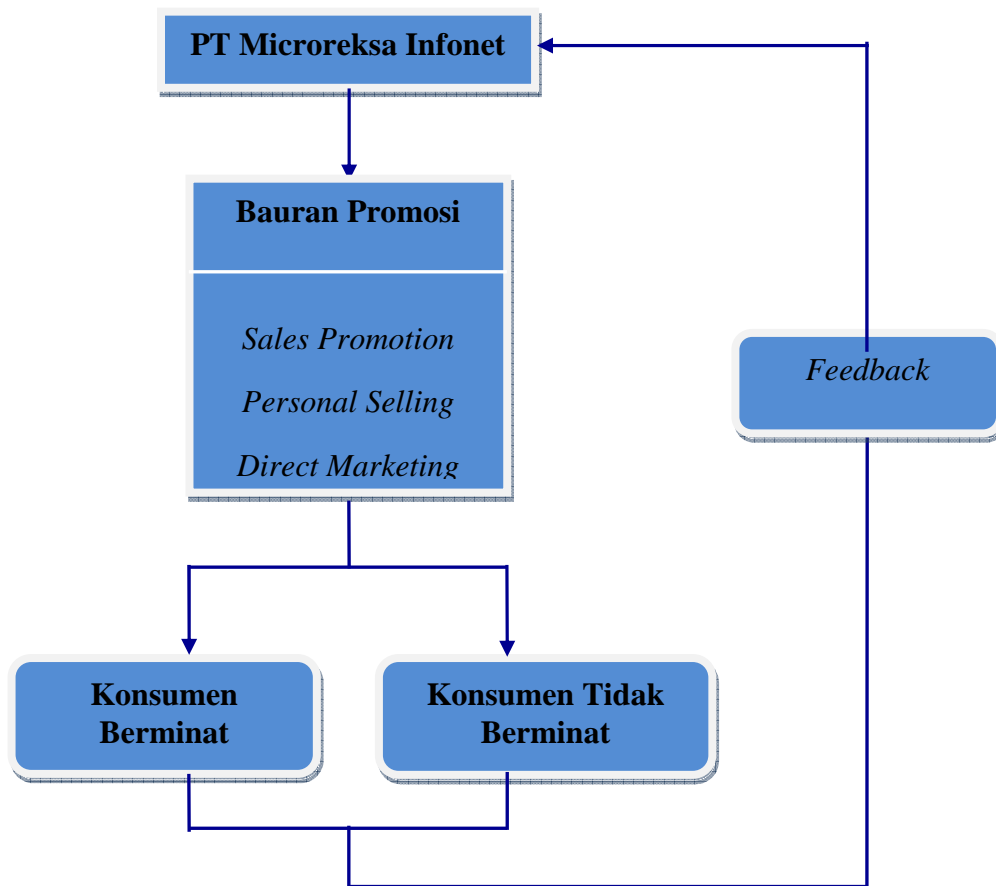 PT Microreksa Infonet
Bauran Promosi
Sales Promotion
Personal Selling
Direct Marketing
Feedback
Konsumen
Berminat
Konsumen Tidak
Berminat